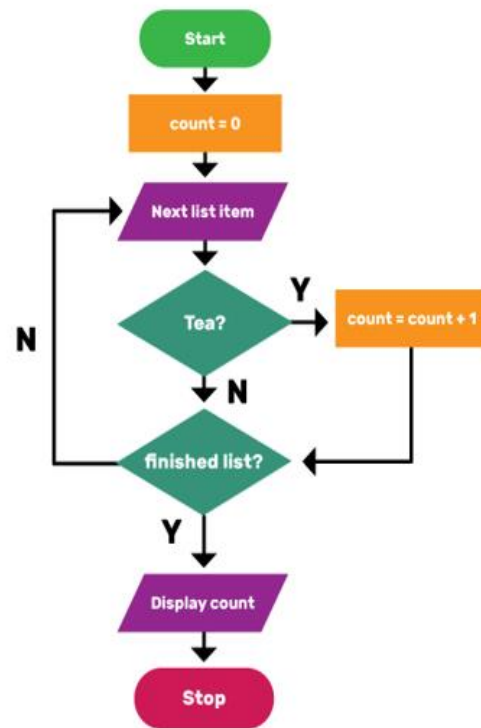 Start
count = 0
Next list item
Tea?
Y
count = count + 1
N
N
finished list?
Y
Display count
Stop